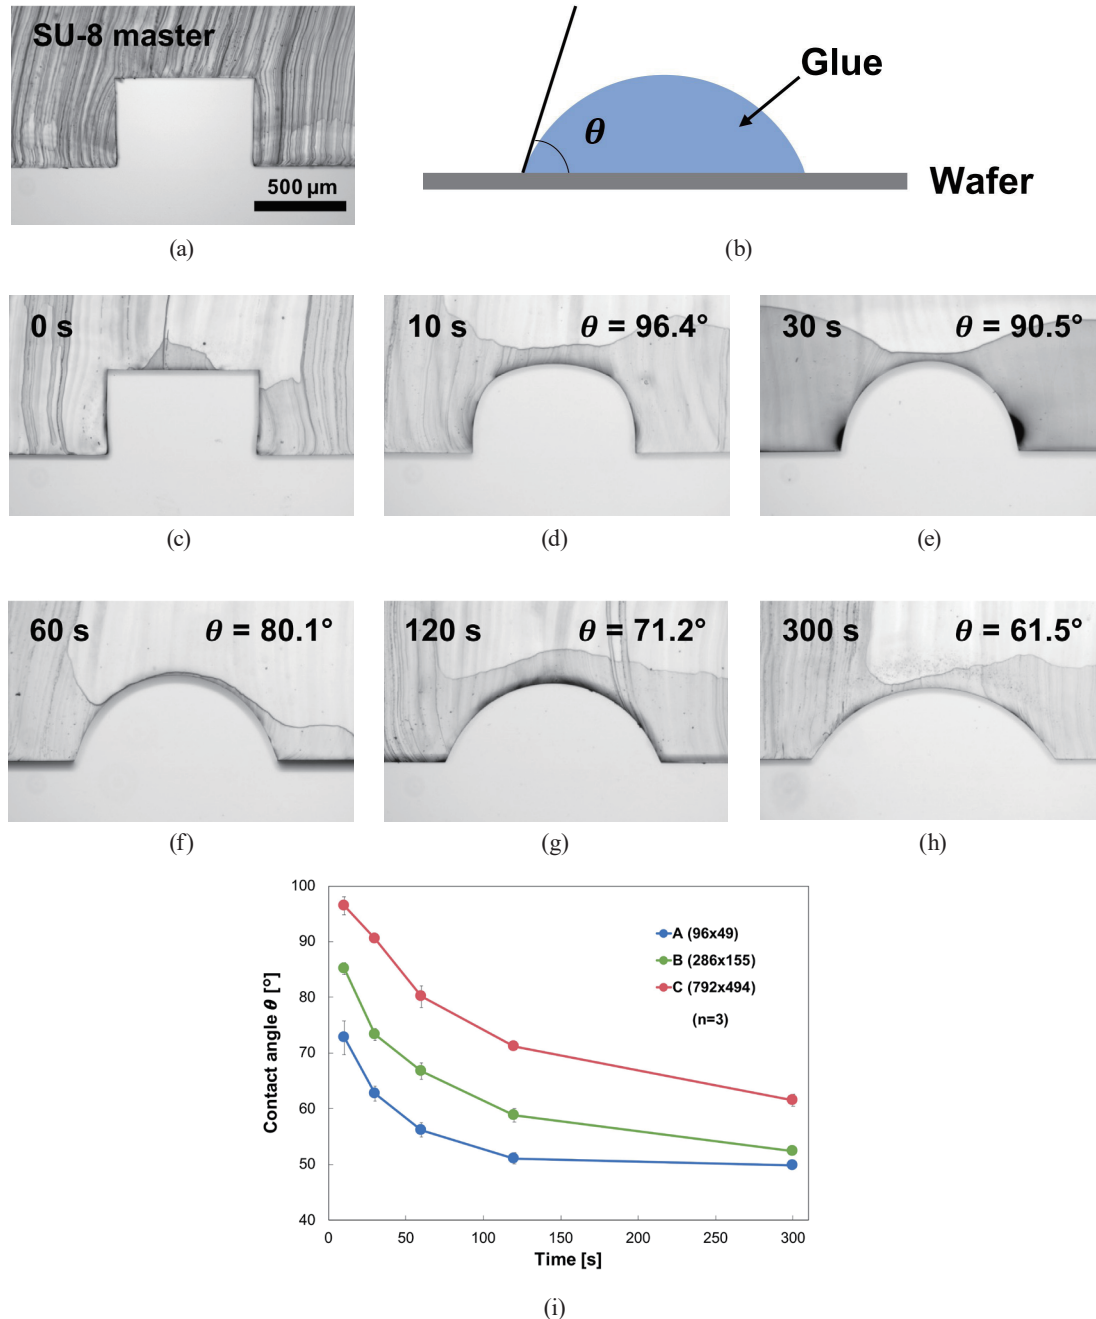 SU-8 master
500 µm
(a)
θ
Glue
Wafer
(b)
0 s
(c)
10 s θ = 96.4°
(d)
30 s θ = 90.5°
(e)
60 s θ = 80.1°
(f)
120 s θ = 71.2°
(g)
300 s θ = 61.5°
(h)
100
90
80
70
60
50
40
Contact angle θ [°]
A (96x49)
B (286x155)
C (792x494)
(n=3)
0 50 100 150 200 250 300
Time [s]
(i)